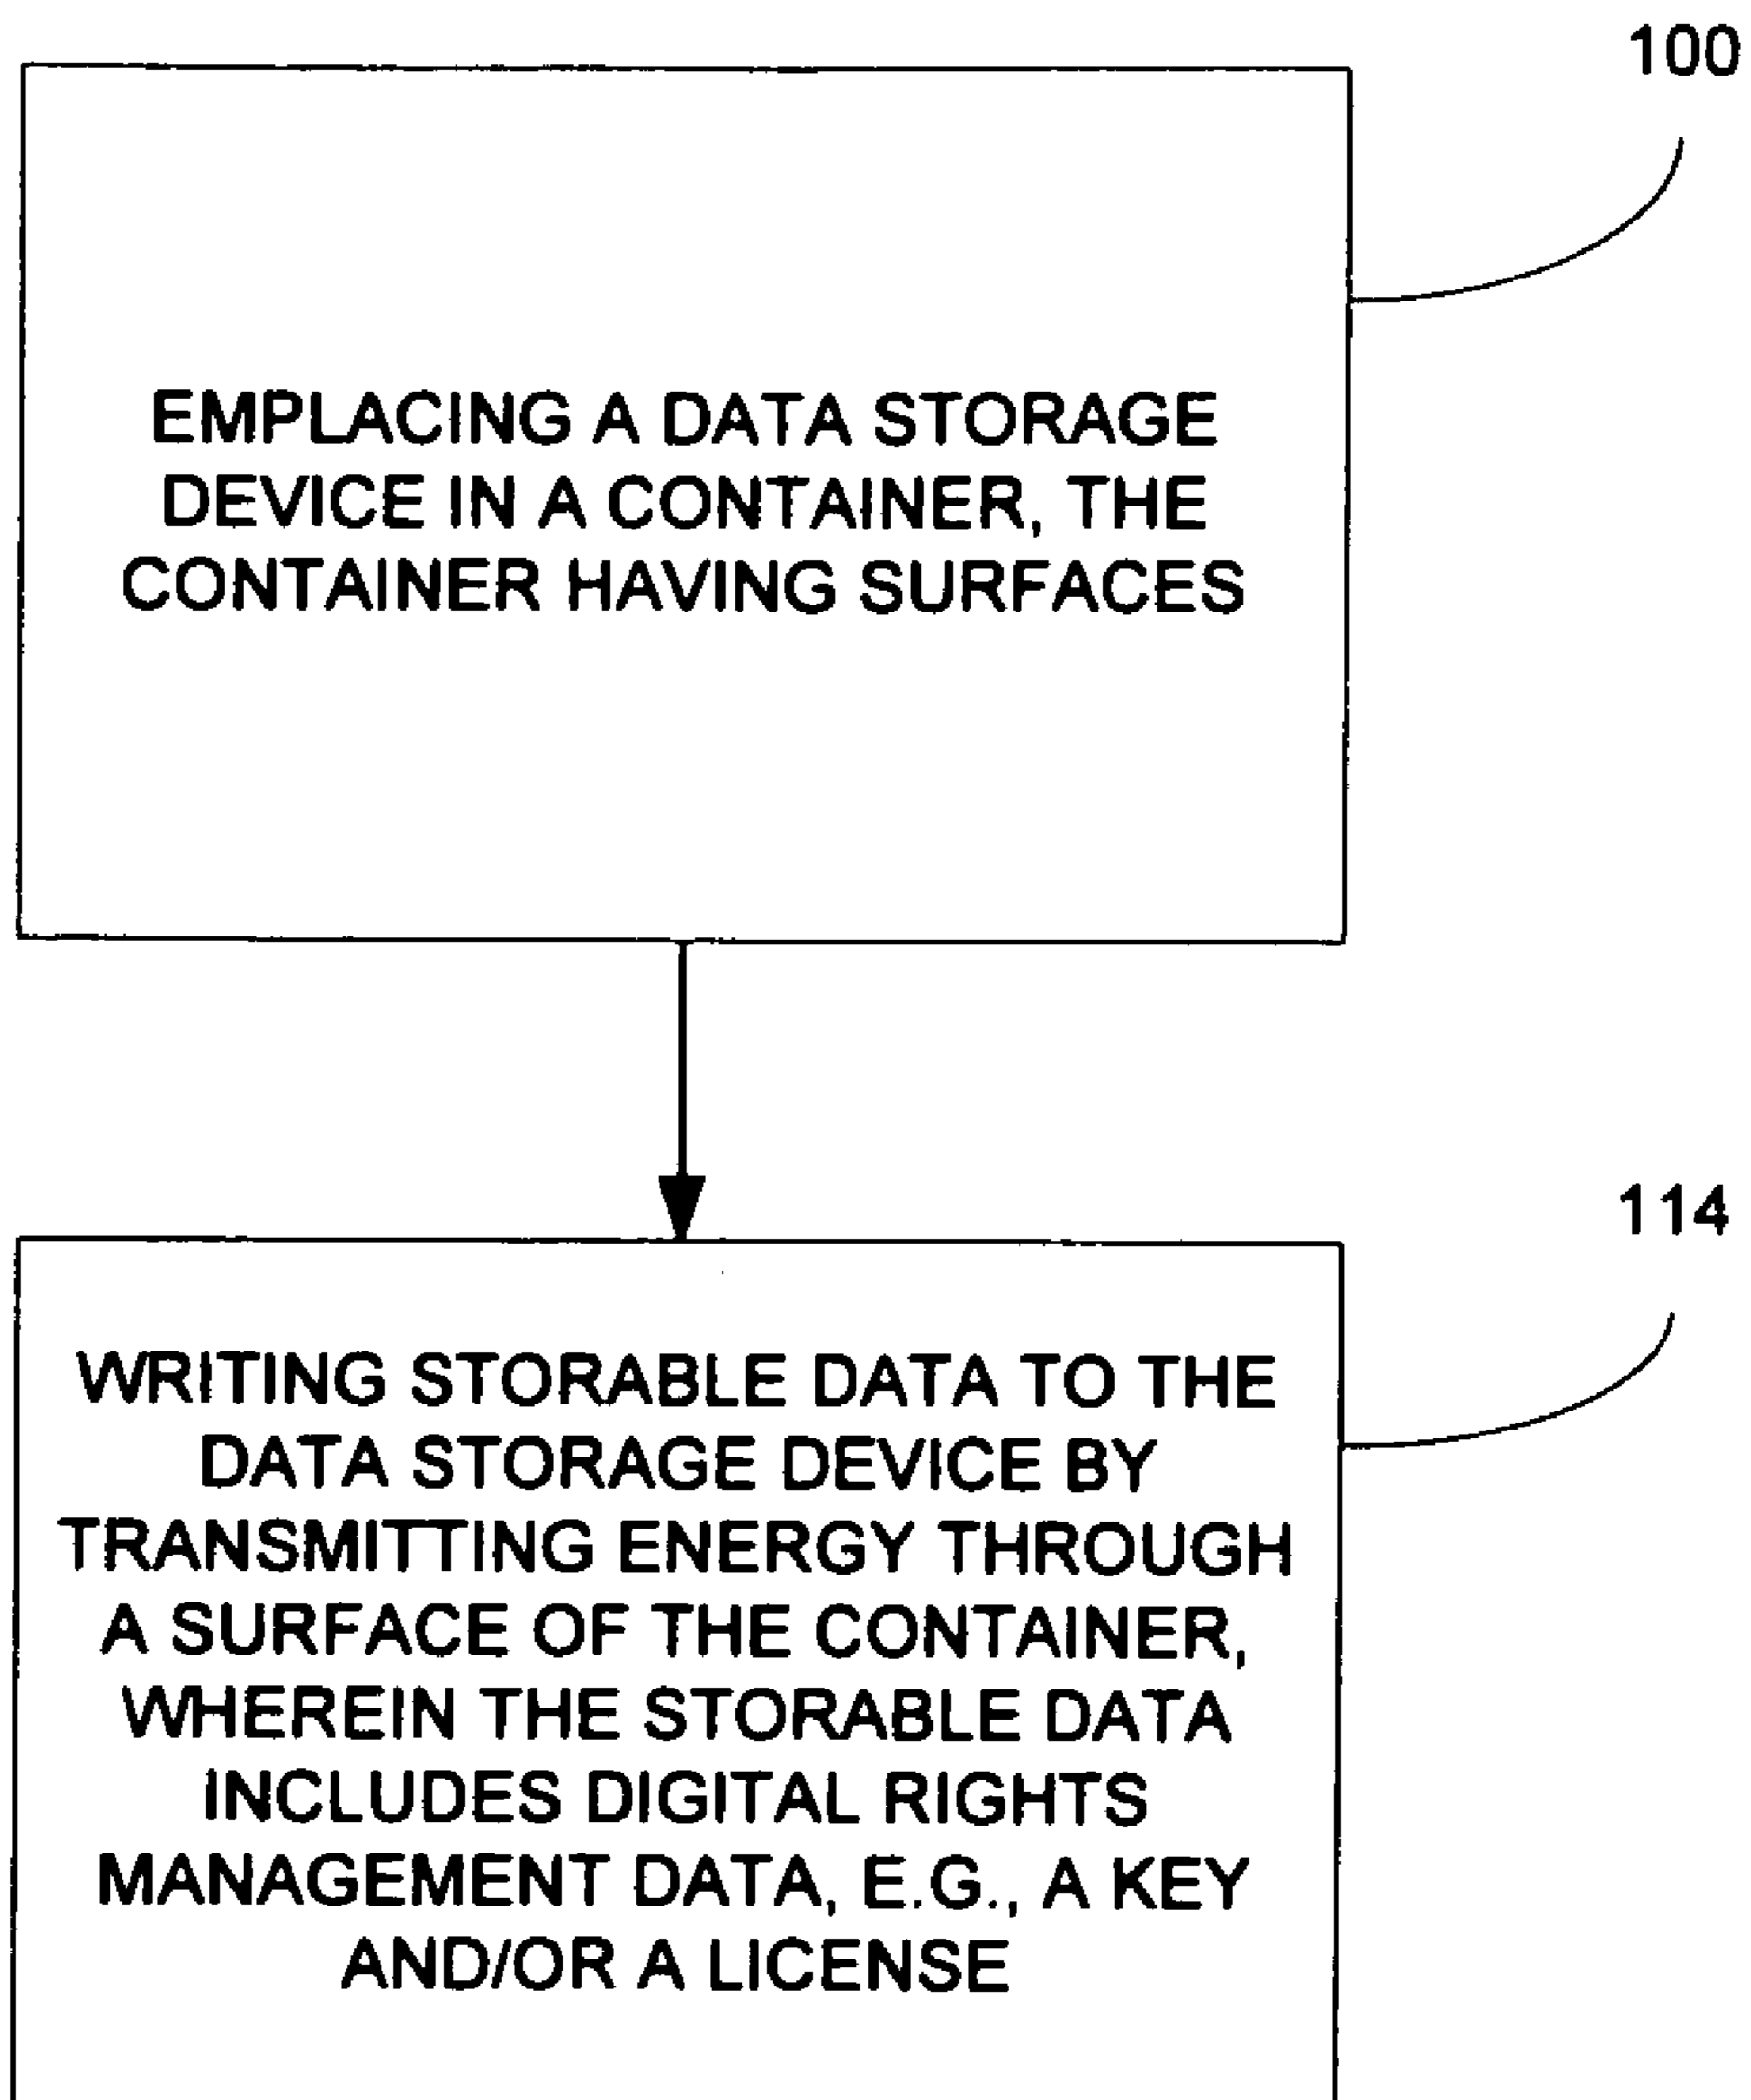 100
EMPLACING A DATA STORAGE
DEVICE IN A CONTAINER, THE
CONTAINER HAVING SURFACES
114
WRITING STORABLE DATA TO THE
DATA STORAGE DEVICE BY
TRANSMITTING ENERGY THROUGH
A SURFACE OF THE CONTAINER,
WHEREIN THE STORABLE DATA
INCLUDES DIGITAL RIGHTS
MANAGEMENT DATA, E.G., A KEY
AND/OR A LICENSE